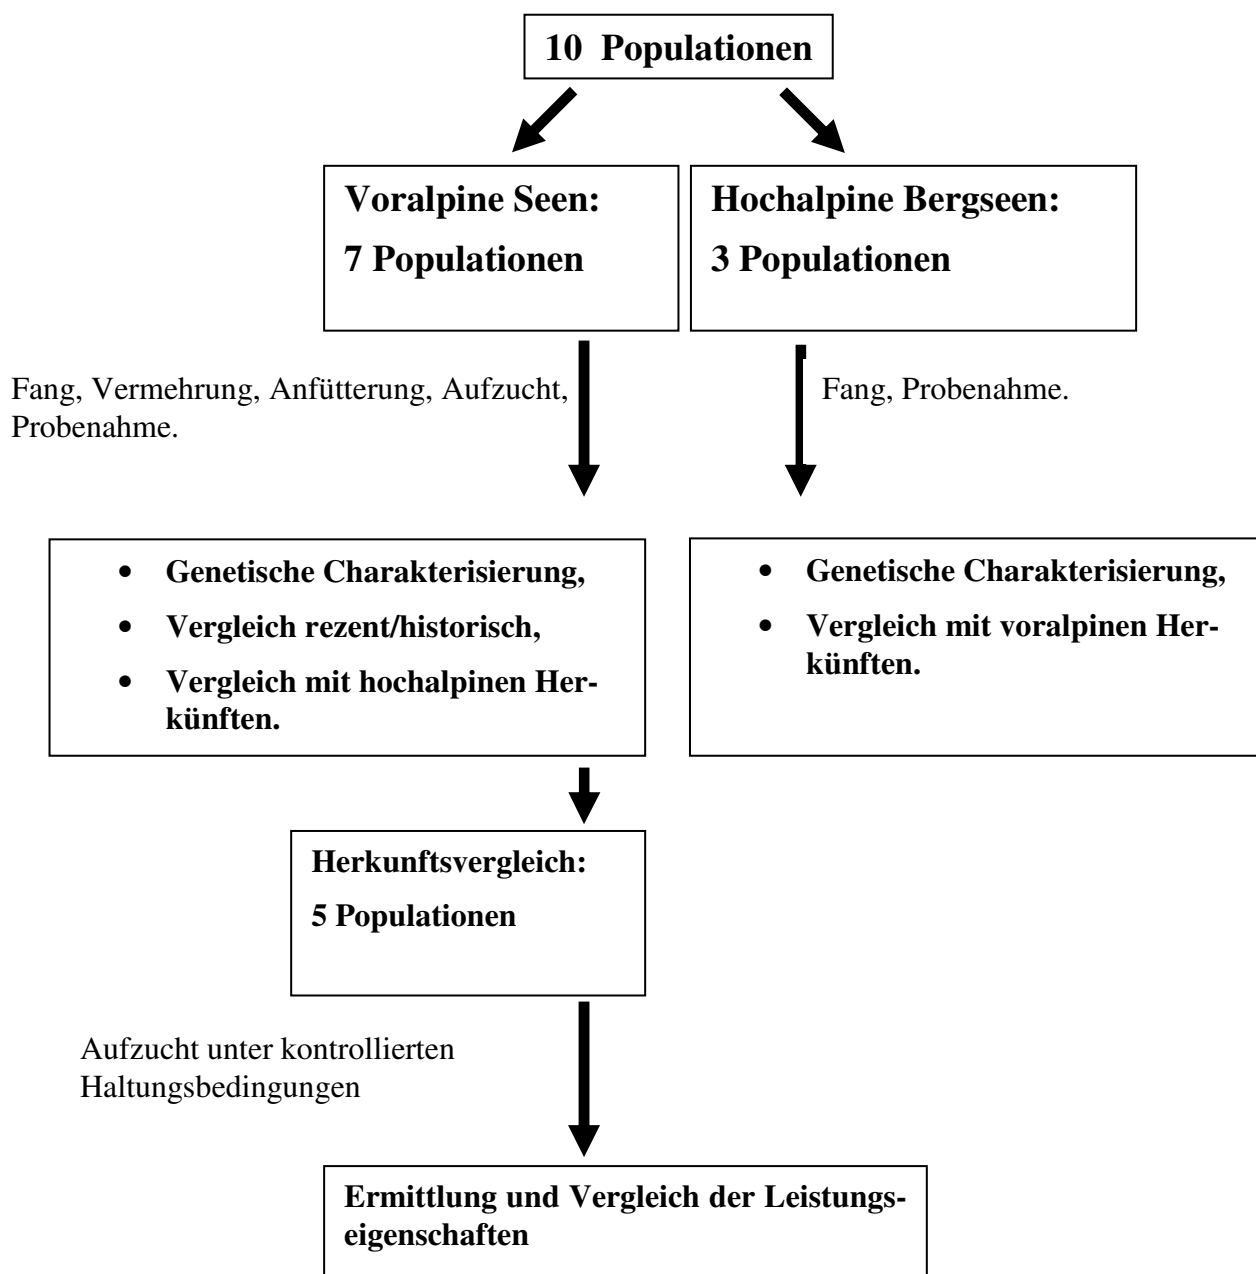 10 Populationen
Voralpine Seen:
7 Populationen
Hochalpine Bergseen:
3 Populationen
Fang, Vermehrung, Anfütterung, Aufzucht,
Probenahme.
Fang, Probenahme.
• Genetische Charakterisierung,
• Vergleich rezent/historisch,
• Vergleich mit hochalpinen Her-
künften.
• Genetische Charakterisierung,
• Vergleich mit voralpinen Her-
künften.
Herkunftsvergleich:
5 Populationen
Aufzucht unter kontrollierten
Haltungsbedingungen
Ermittlung und Vergleich der Leistungs-
eigenschaften